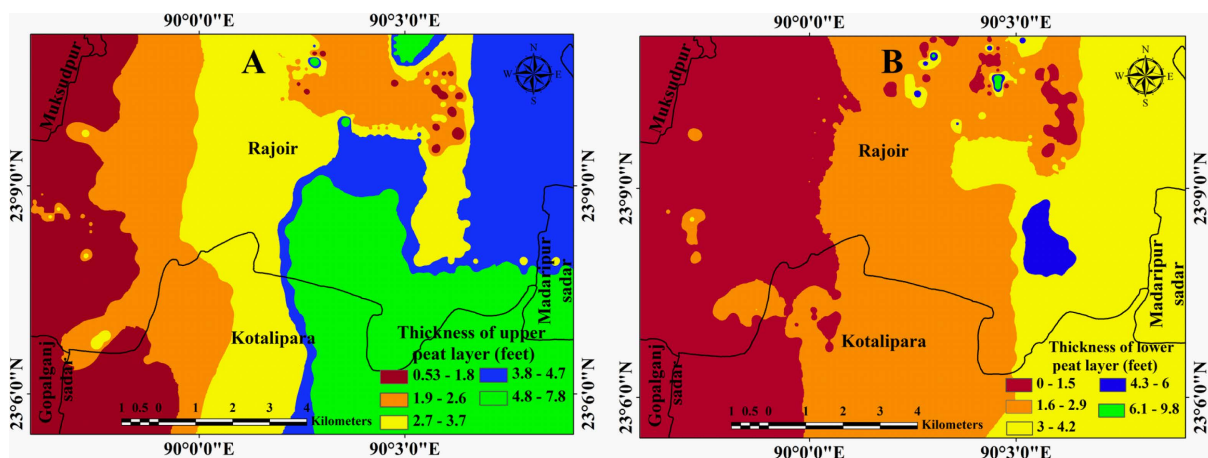 90°0'0"E
90°3'0"E
A
N
W
E
S
Muksudpur
Rajoir
23°9'0"N
23°9'0"N
Madaripur
sadar
Kotalipara
Gopalganj
sadar
23°6'0"N
23°6'0"N
Thickness of upper
peat layer (feet)
0.53 - 1.8
3.8 - 4.7
1.9 - 2.6
4.8 - 7.8
2.7 - 3.7
1 0.5 0 1 2 3 4
Kilometers
90°0'0"E
90°3'0"E
90°0'0"E
90°3'0"E
B
N
W
E
S
Muksudpur
Rajoir
23°9'0"N
23°9'0"N
Madaripur
sadar
Kotalipara
Gopalganj
sadar
23°6'0"N
23°6'0"N
Thickness of lower
peat layer (feet)
0 - 1.5
4.3 - 6
1.6 - 2.9
6.1 - 9.8
3 - 4.2
1 0.5 0 1 2 3 4
Kilometers
90°0'0"E
90°3'0"E